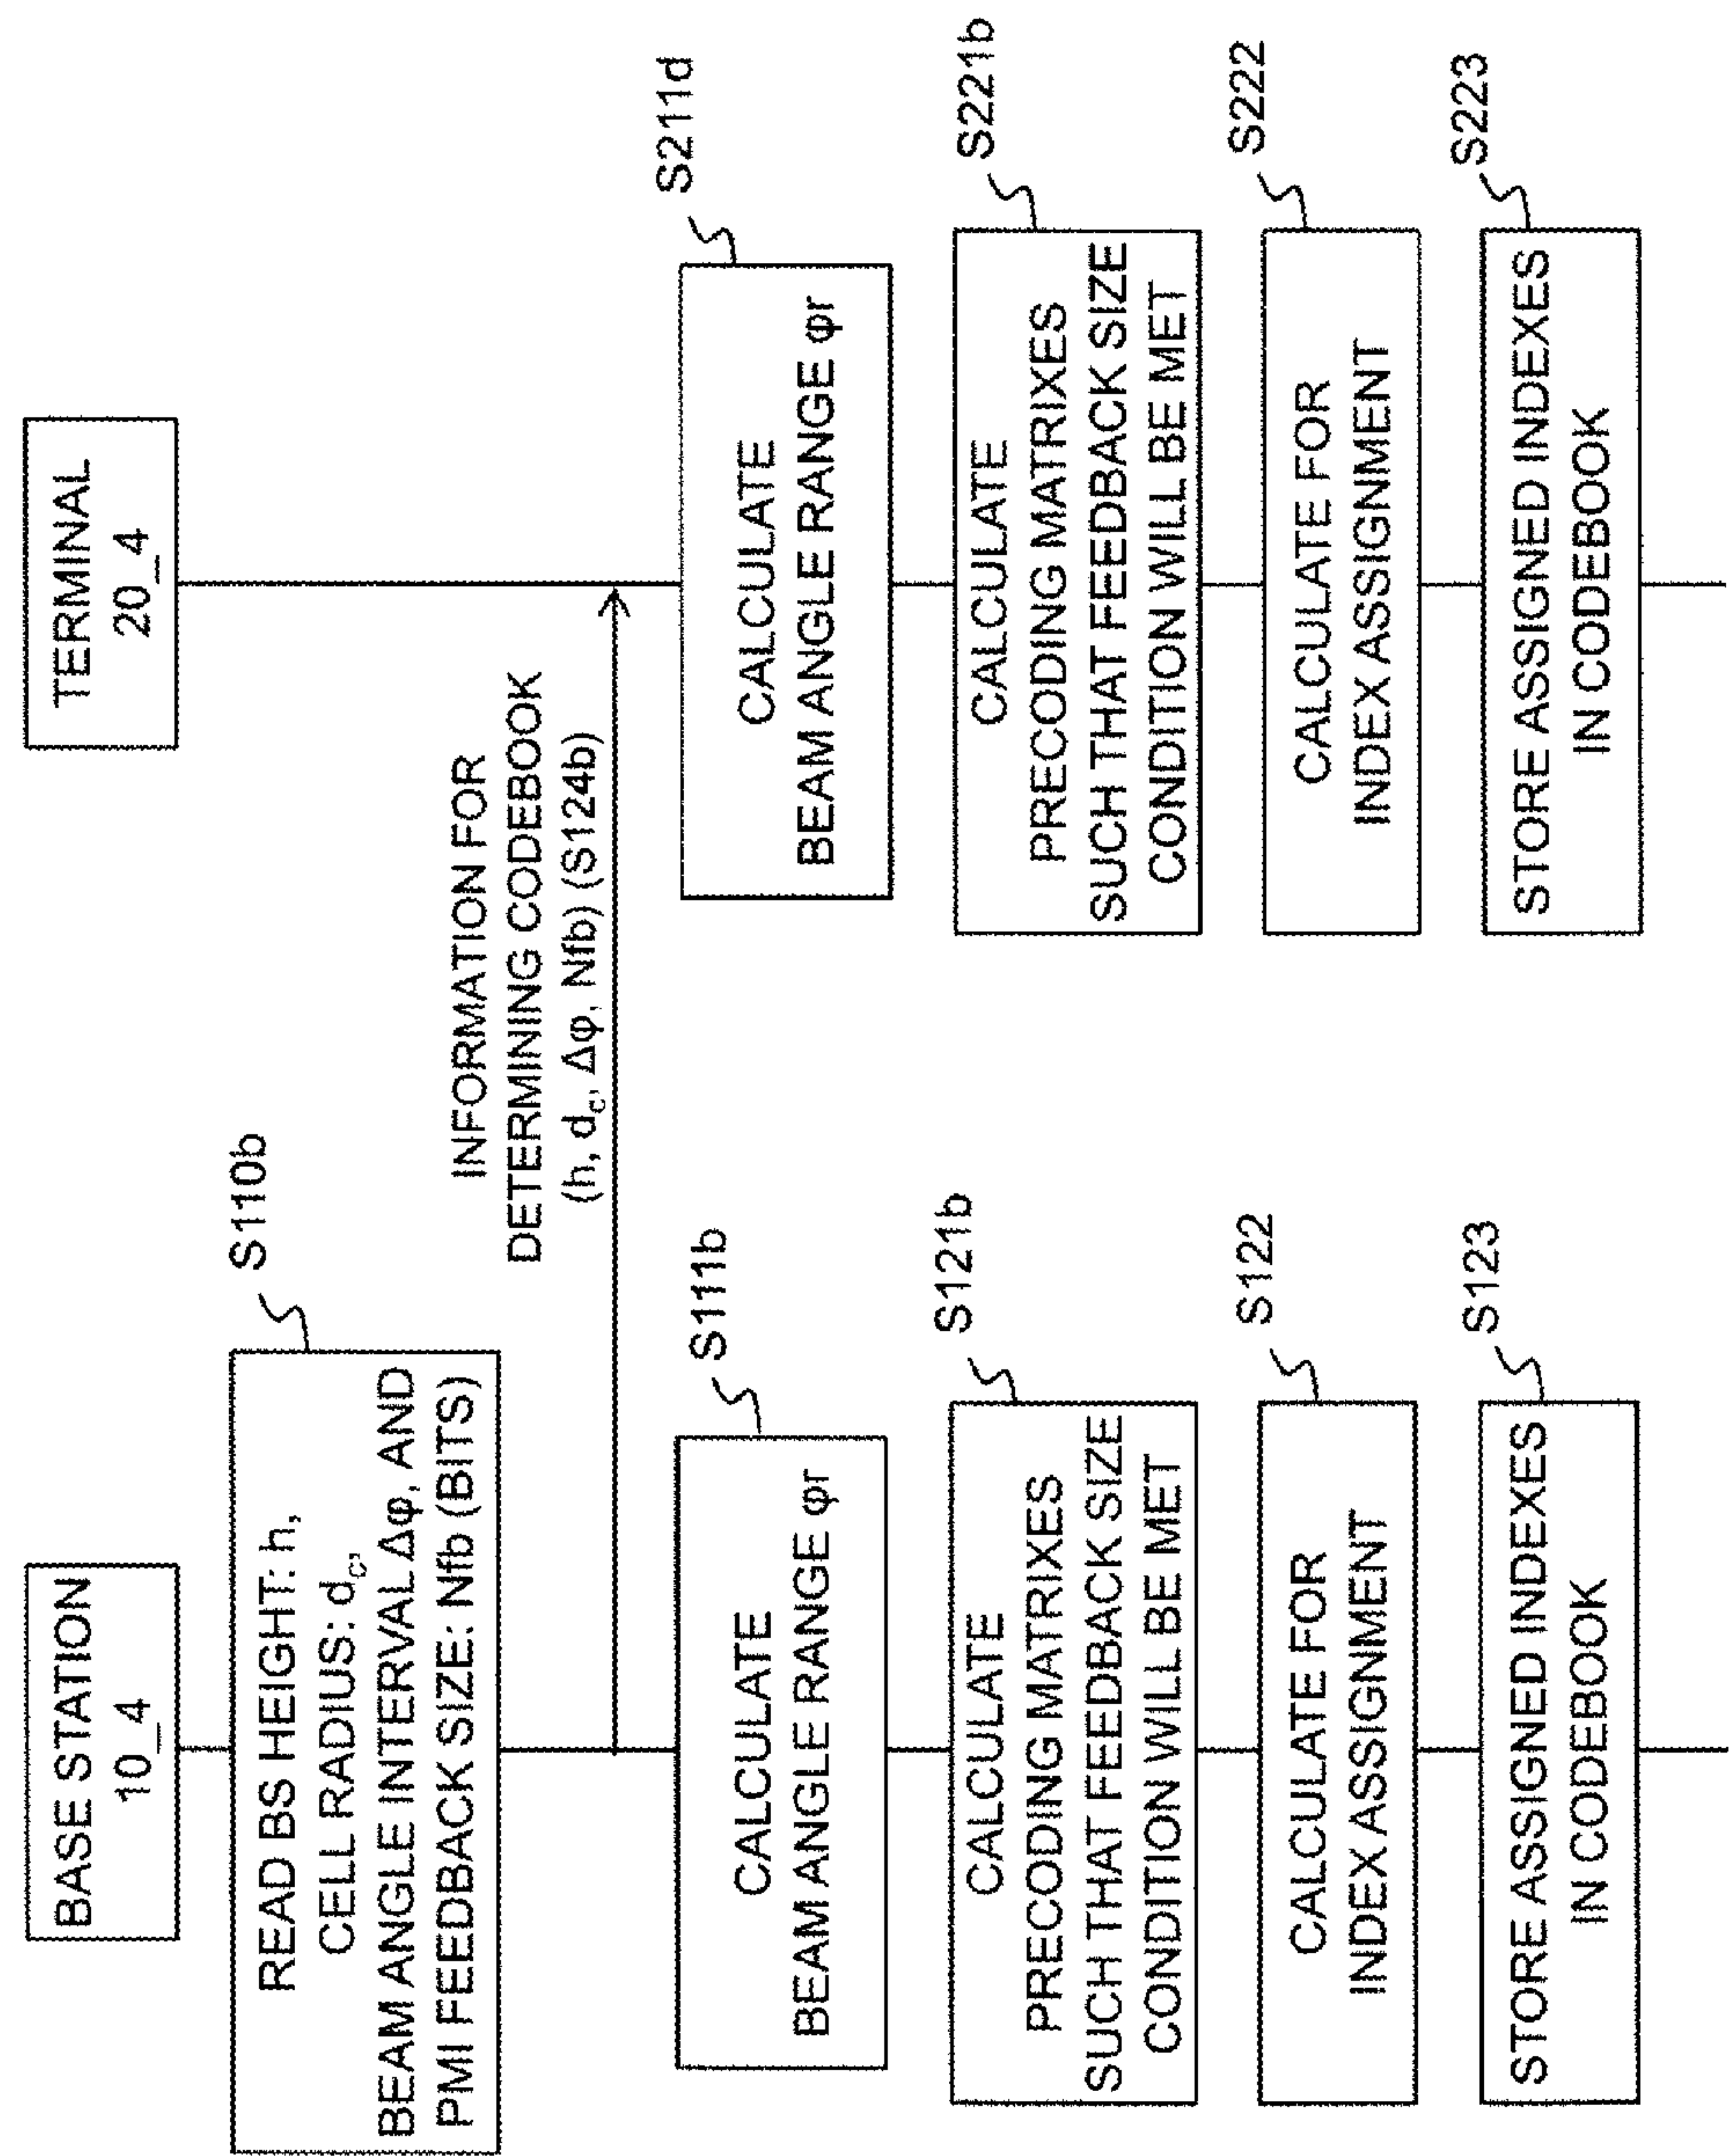 BASE STATION
10_4
TERMINAL
20_4
S110b
READ BS HEIGHT: h,
CELL RADIUS: d_c,
BEAM ANGLE INTERVAL Δφ, AND
PMI FEEDBACK SIZE: Nfb (BITS)
INFORMATION FOR
DETERMINING CODEBOOK
(h, d_c, Δφ, Nfb) (S124b)
S111b
CALCULATE
BEAM ANGLE RANGE φr
S211d
CALCULATE
BEAM ANGLE RANGE φr
S121b
CALCULATE
PRECODING MATRIXES
SUCH THAT FEEDBACK SIZE
CONDITION WILL BE MET
S221b
CALCULATE
PRECODING MATRIXES
SUCH THAT FEEDBACK SIZE
CONDITION WILL BE MET
S122
CALCULATE FOR
INDEX ASSIGNMENT
S222
CALCULATE FOR
INDEX ASSIGNMENT
S123
STORE ASSIGNED INDEXES
IN CODEBOOK
S223
STORE ASSIGNED INDEXES
IN CODEBOOK